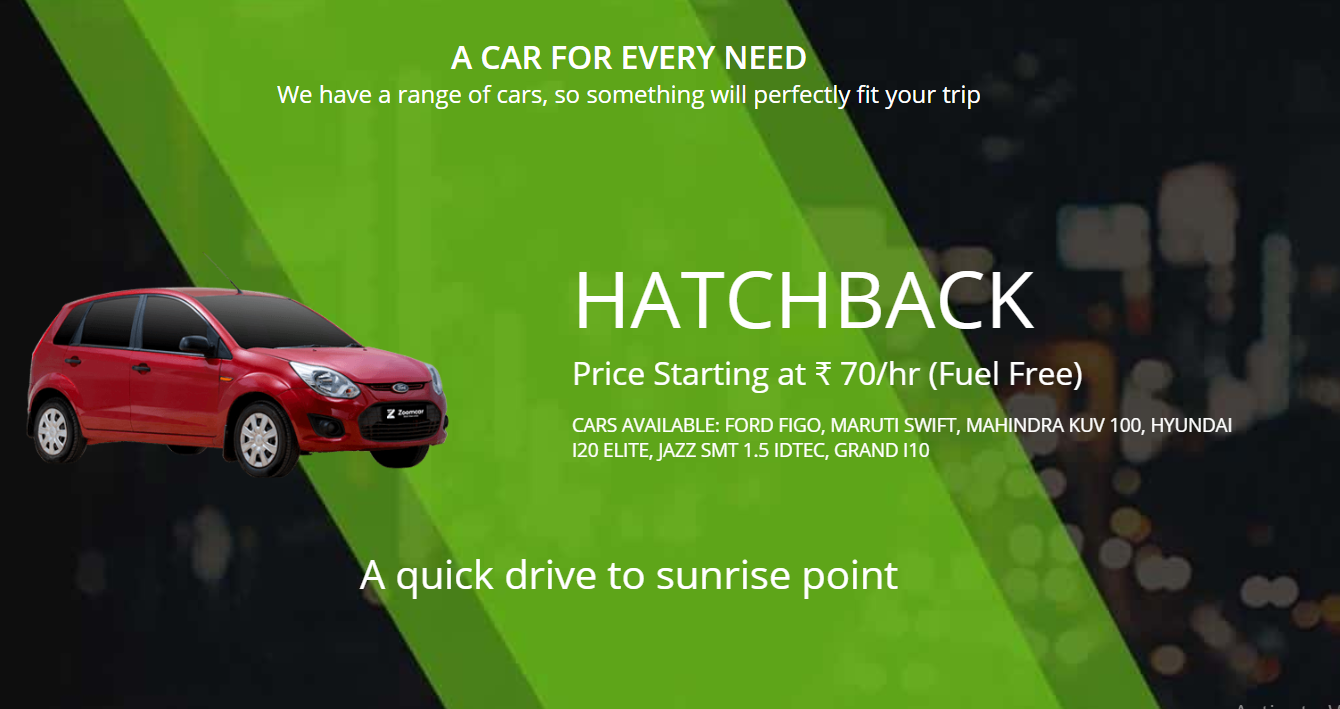 A CAR FOR EVERY NEED
We have a range of cars, so something will perfectly fit your trip
HATCHBACK
Price Starting at ₹ 70/hr (Fuel Free)
CARS AVAILABLE: FORD FIGO, MARUTI SWIFT, MAHINDRA KUV 100, HYUNDAI
I20 ELITE, JAZZ SMT 1.5 IDTEC, GRAND I10
Z Zoomcar
A quick drive to sunrise point